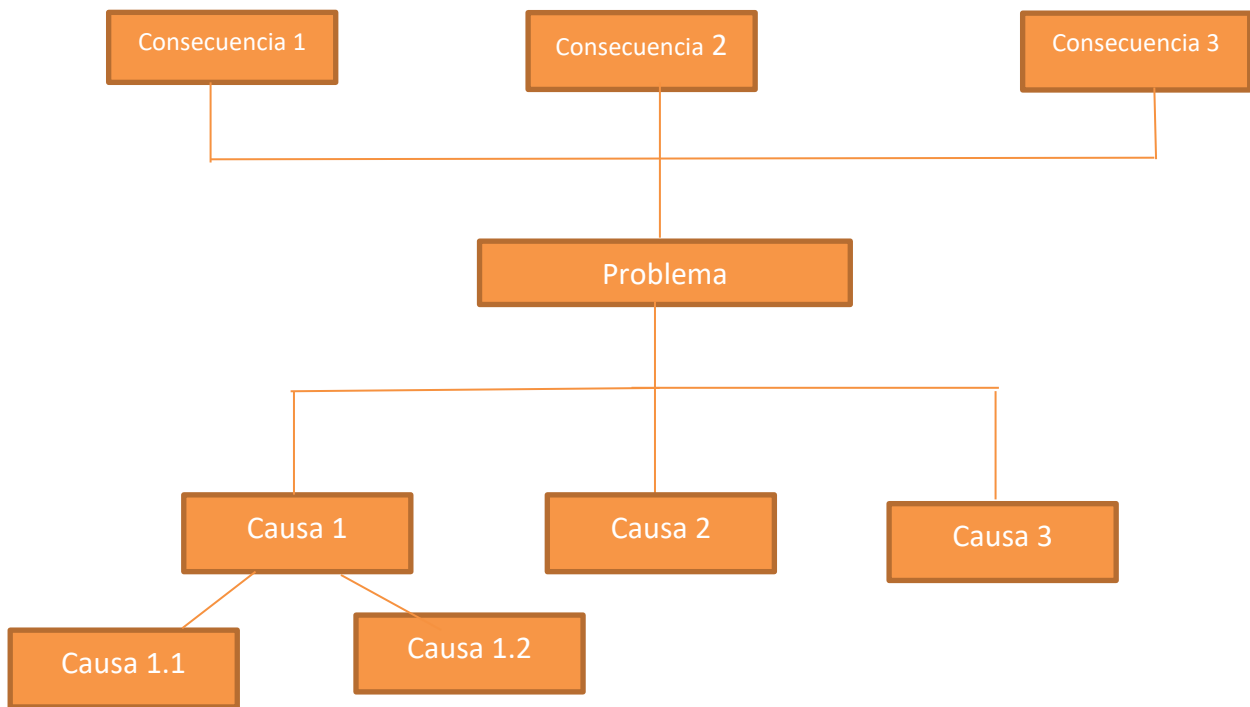 Consecuencia 1
Consecuencia 2
Consecuencia 3
Problema
Causa 1
Causa 2
Causa 3
Causa 1.1
Causa 1.2